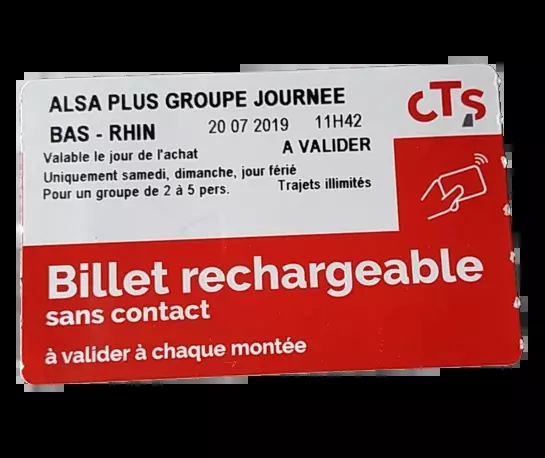 ALSA PLUS GROUPE JOURNEE
CTS
BAS - RHIN 20 07 2019 11H42
Valable le jour de l'achat A VALIDER
Uniquement samedi, dimanche, jour férié
Pour un groupe de 2 à 5 pers. Trajets illimités
Billet rechargeable
sans contact
à valider à chaque montée